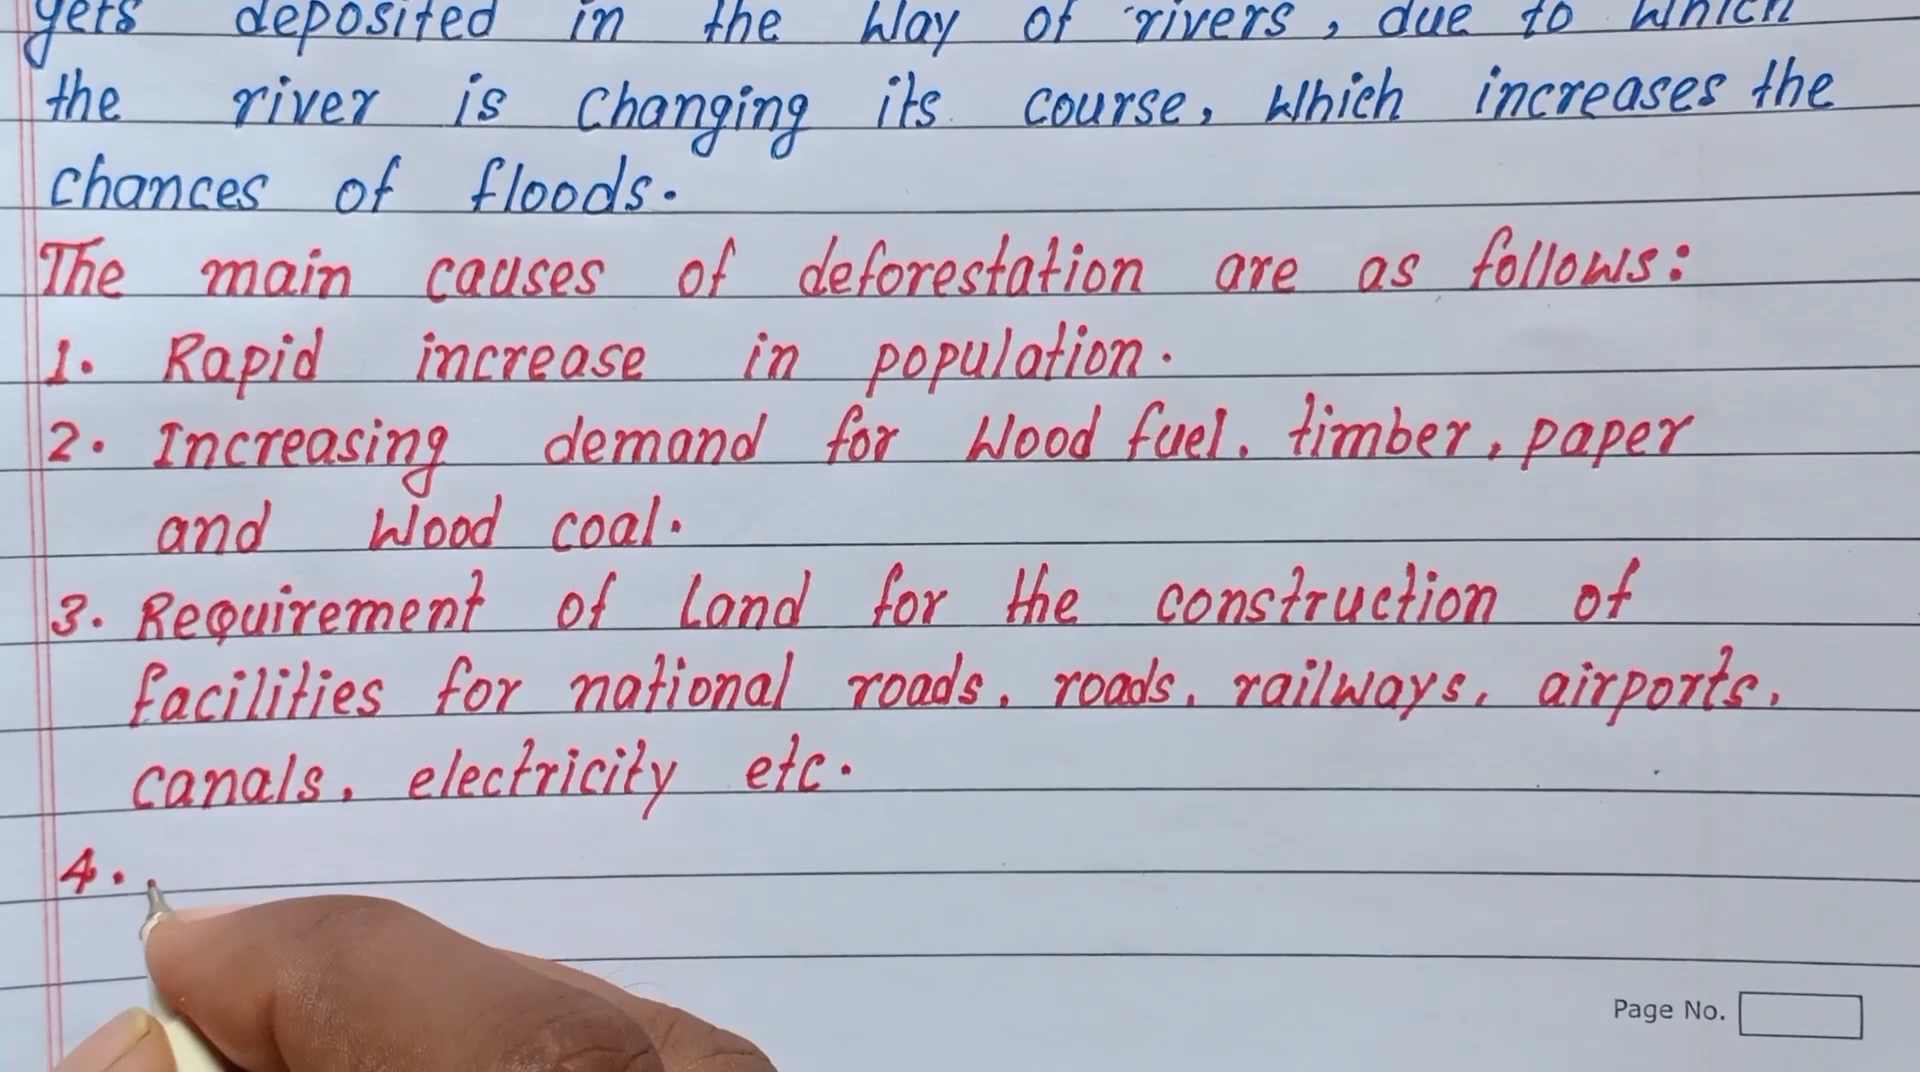 gets deposited in the way of rivers, due to which
the river is changing its course, which increases the
chances of floods.
The main causes of deforestation are as follows:
1. Rapid increase in population.
2. Increasing demand for wood fuel, timber, paper
and wood coal.
3. Requirement of land for the construction of
facilities for national roads, roads, railways, airports,
canals, electricity etc.
4.
Page No.